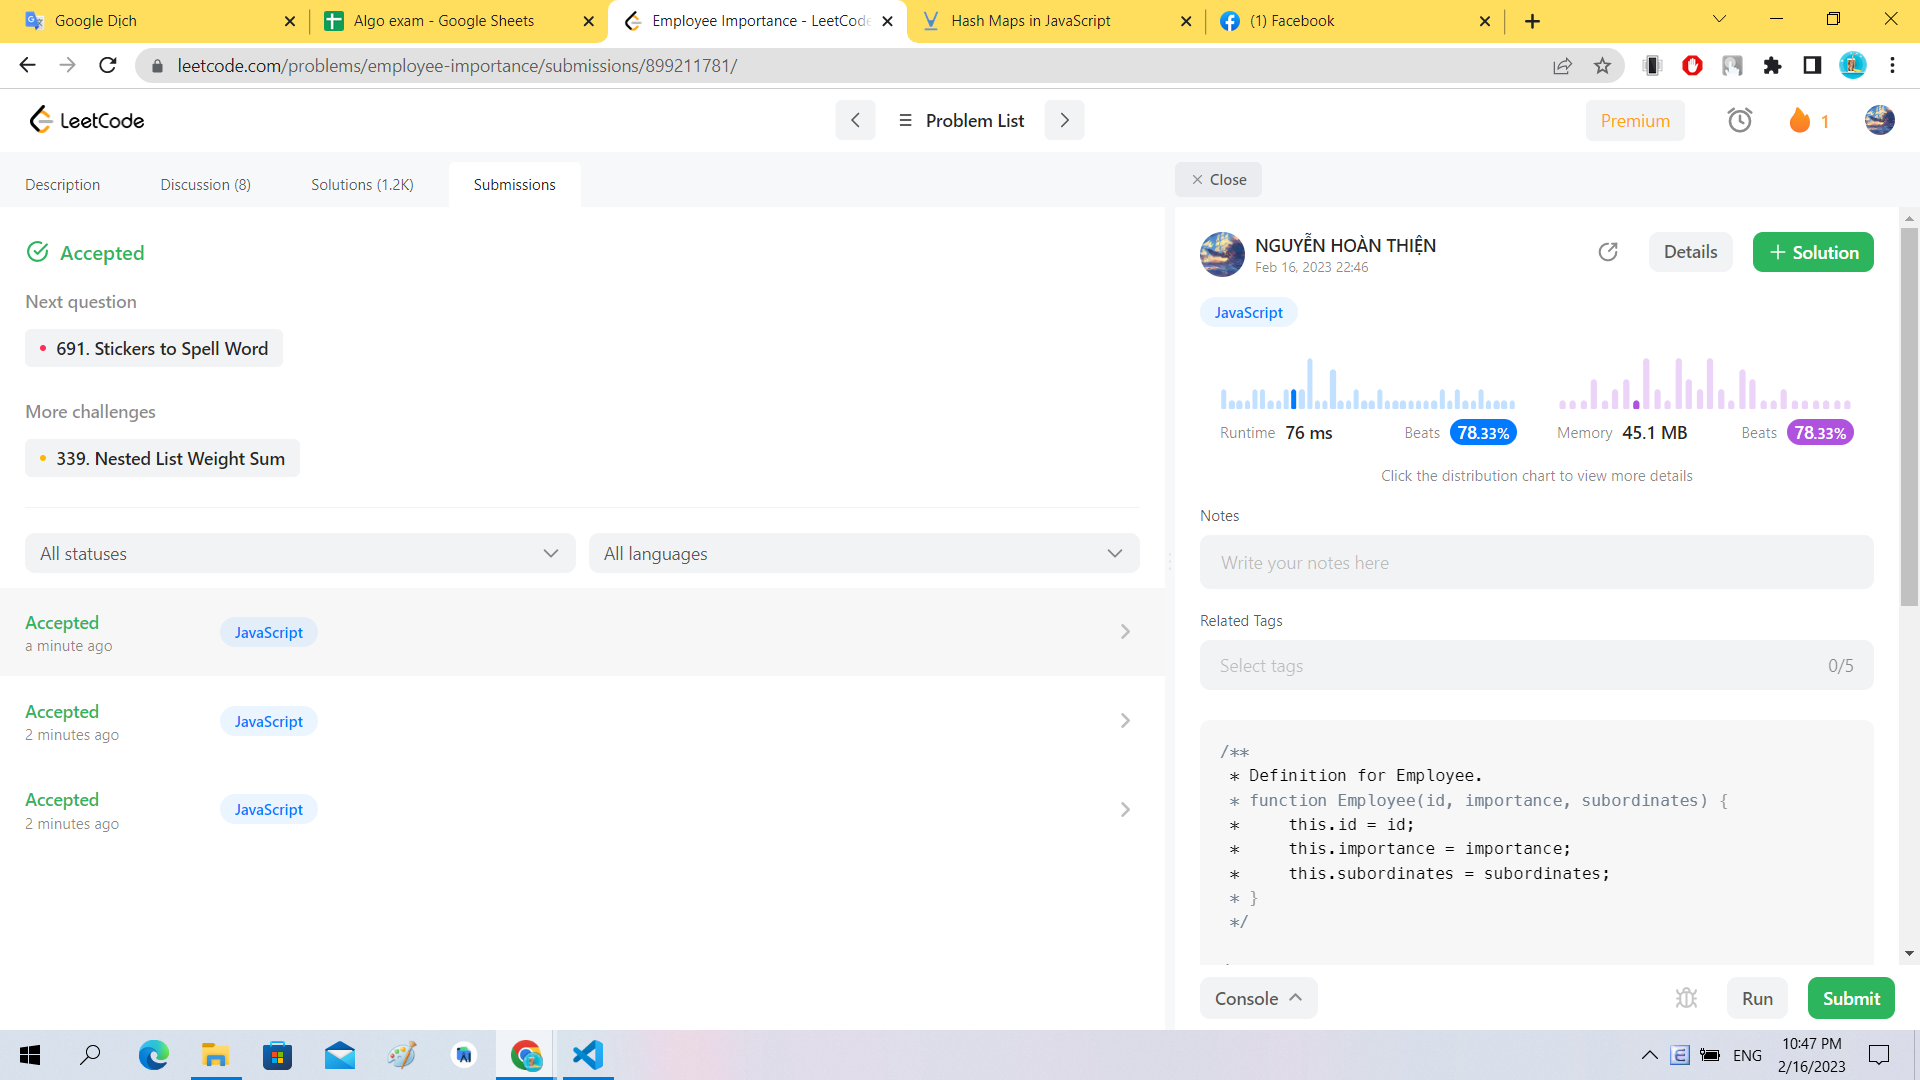 Google Dịch
Algo exam - Google Sheets
Employee Importance - LeetCode
Hash Maps in JavaScript
(1) Facebook
leetcode.com/problems/employee-importance/submissions/899211781/
LeetCode
Problem List
Premium
1
Description
Discussion (8)
Solutions (1.2K)
Submissions
Close
Accepted
Next question
691. Stickers to Spell Word
More challenges
339. Nested List Weight Sum
All statuses
All languages
Accepted
a minute ago
JavaScript
Accepted
2 minutes ago
JavaScript
Accepted
2 minutes ago
JavaScript
NGUYỄN HOÀN THIỆN
Feb 16, 2023 22:46
Details
+ Solution
JavaScript
Runtime 76 ms Beats 78.33%
Memory 45.1 MB Beats 78.33%
Click the distribution chart to view more details
Notes
Write your notes here
Related Tags
Select tags 0/5
/**
 * Definition for Employee.
 * function Employee(id, importance, subordinates) {
 *     this.id = id;
 *     this.importance = importance;
 *     this.subordinates = subordinates;
 * }
 */
Console
Run
Submit
ENG
10:47 PM
2/16/2023